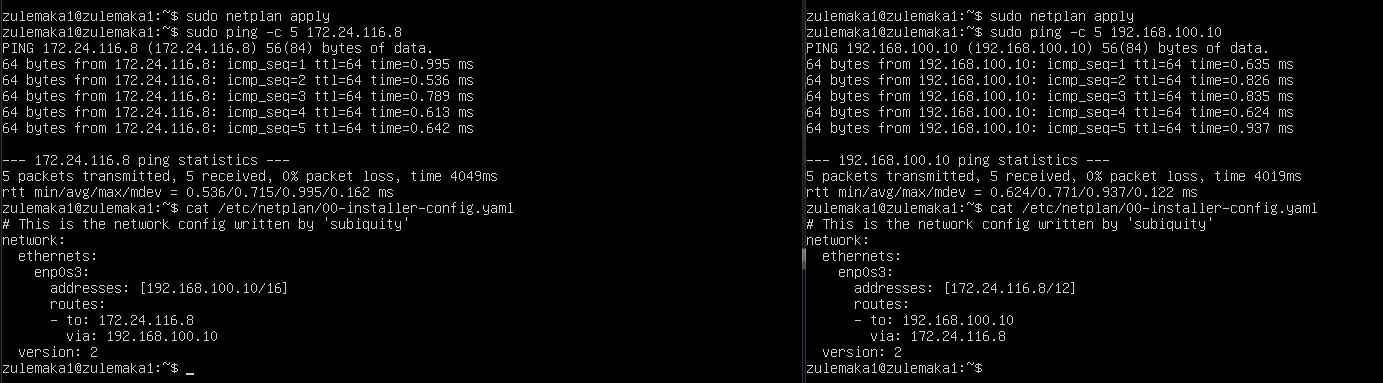 zulemaka1@zulemaka1:~$ sudo netplan apply
zulemaka1@zulemaka1:~$ sudo ping -c 5 172.24.116.8
PING 172.24.116.8 (172.24.116.8) 56(84) bytes of data.
64 bytes from 172.24.116.8: icmp_seq=1 ttl=64 time=0.995 ms
64 bytes from 172.24.116.8: icmp_seq=2 ttl=64 time=0.536 ms
64 bytes from 172.24.116.8: icmp_seq=3 ttl=64 time=0.789 ms
64 bytes from 172.24.116.8: icmp_seq=4 ttl=64 time=0.613 ms
64 bytes from 172.24.116.8: icmp_seq=5 ttl=64 time=0.642 ms
--- 172.24.116.8 ping statistics ---
5 packets transmitted, 5 received, 0% packet loss, time 4049ms
rtt min/avg/max/mdev = 0.536/0.715/0.995/0.162 ms
zulemaka1@zulemaka1:~$ cat /etc/netplan/00-installer-config.yaml
# This is the network config written by 'subiquity'
network:
  ethernets:
    enp0s3:
      addresses: [192.168.100.10/16]
      routes:
      - to: 172.24.116.8
        via: 192.168.100.10
  version: 2
zulemaka1@zulemaka1:~$ _
zulemaka1@zulemaka1:~$ sudo netplan apply
zulemaka1@zulemaka1:~$ sudo ping -c 5 192.168.100.10
PING 192.168.100.10 (192.168.100.10) 56(84) bytes of data.
64 bytes from 192.168.100.10: icmp_seq=1 ttl=64 time=0.635 ms
64 bytes from 192.168.100.10: icmp_seq=2 ttl=64 time=0.826 ms
64 bytes from 192.168.100.10: icmp_seq=3 ttl=64 time=0.835 ms
64 bytes from 192.168.100.10: icmp_seq=4 ttl=64 time=0.624 ms
64 bytes from 192.168.100.10: icmp_seq=5 ttl=64 time=0.937 ms
--- 192.168.100.10 ping statistics ---
5 packets transmitted, 5 received, 0% packet loss, time 4019ms
rtt min/avg/max/mdev = 0.624/0.771/0.937/0.122 ms
zulemaka1@zulemaka1:~$ cat /etc/netplan/00-installer-config.yaml
# This is the network config written by 'subiquity'
network:
  ethernets:
    enp0s3:
      addresses: [172.24.116.8/12]
      routes:
      - to: 192.168.100.10
        via: 172.24.116.8
  version: 2
zulemaka1@zulemaka1:~$